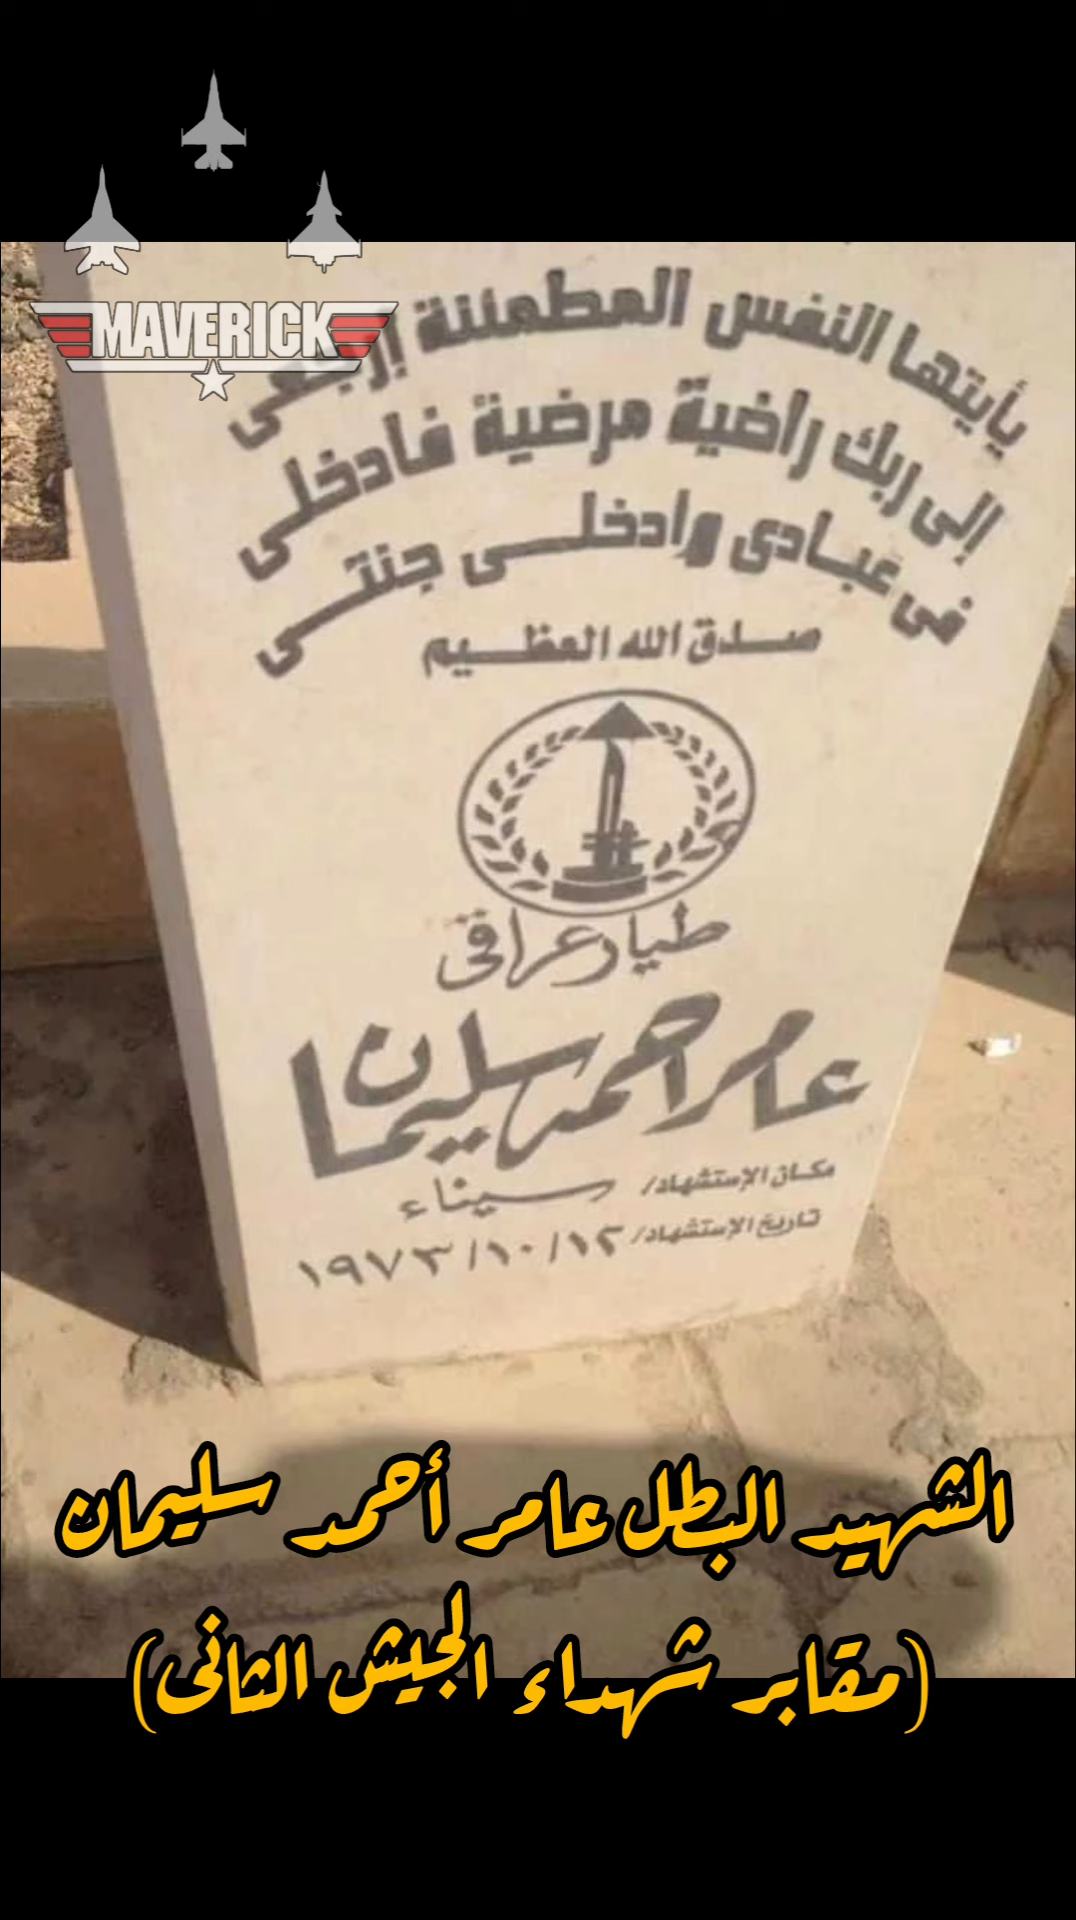 MAVERICK
يأيتها النفس المطمئنة إرجعى
إلى ربك راضية مرضية فادخلى
فى عبادى وادخلى جنتى
صدق الله العظيم
طيار عراقى
عامر احمد سليمان
مكان الإستشهاد/ سيناء
تاريخ الإستشهاد/ ١٢/ ١٠/ ١٩٧٣
الشهيد البطل عامر أحمد سليمان
(مقابر شهداء الجيش الثانى)